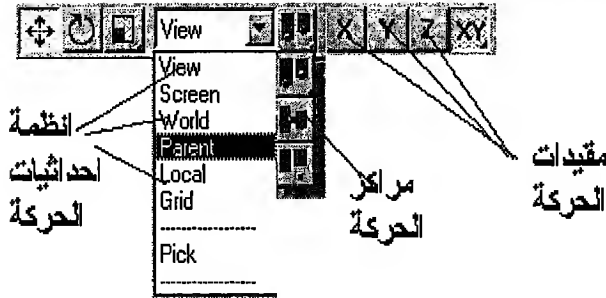 View X Y Z XY
View
Screen
World
Parent
Local
Grid
--------------
Pick
--------------
انظمة
احداثيات
الحركة
مراكز
الحركة
مقيدات
الحركة